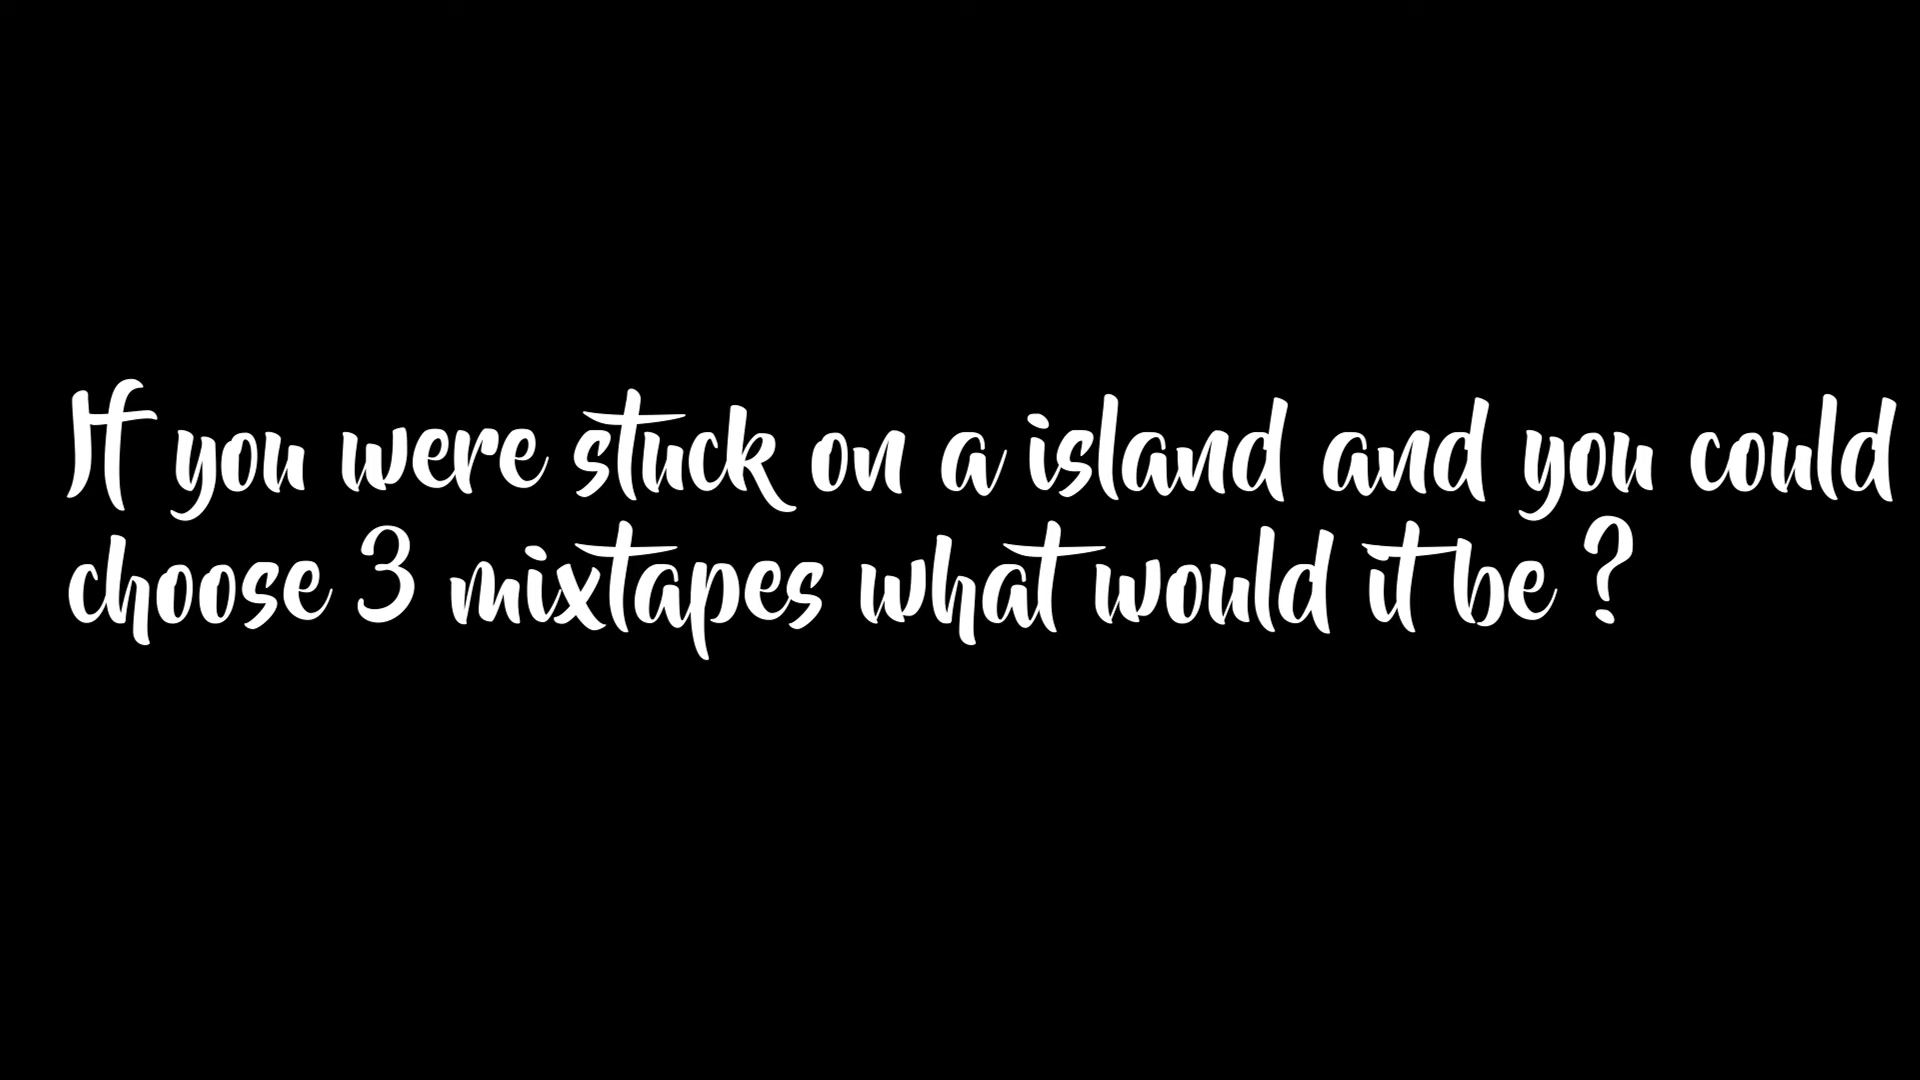 If you were stuck on a island and you could
choose 3 mixtapes what would it be ?